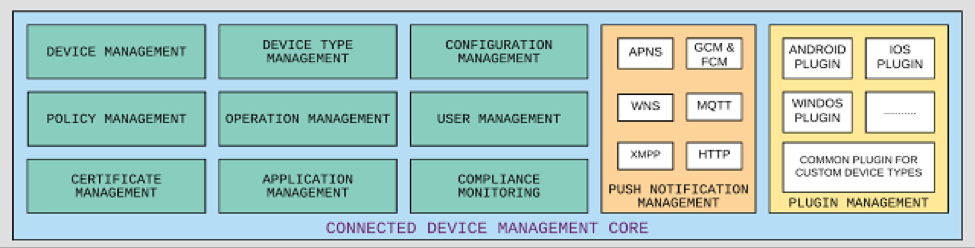 DEVICE MANAGEMENT
DEVICE TYPE
MANAGEMENT
CONFIGURATION
MANAGEMENT
POLICY MANAGEMENT
OPERATION MANAGEMENT
USER MANAGEMENT
CERTIFICATE
MANAGEMENT
APPLICATION
MANAGEMENT
COMPLIANCE
MONITORING
APNS
GCM &
FCM
WNS
MQTT
XMPP
HTTP
PUSH NOTIFICATION
MANAGEMENT
ANDROID
PLUGIN
IOS
PLUGIN
WINDOS
PLUGIN
...........
COMMON PLUGIN FOR
CUSTOM DEVICE TYPES
PLUGIN MANAGEMENT
CONNECTED DEVICE MANAGEMENT CORE